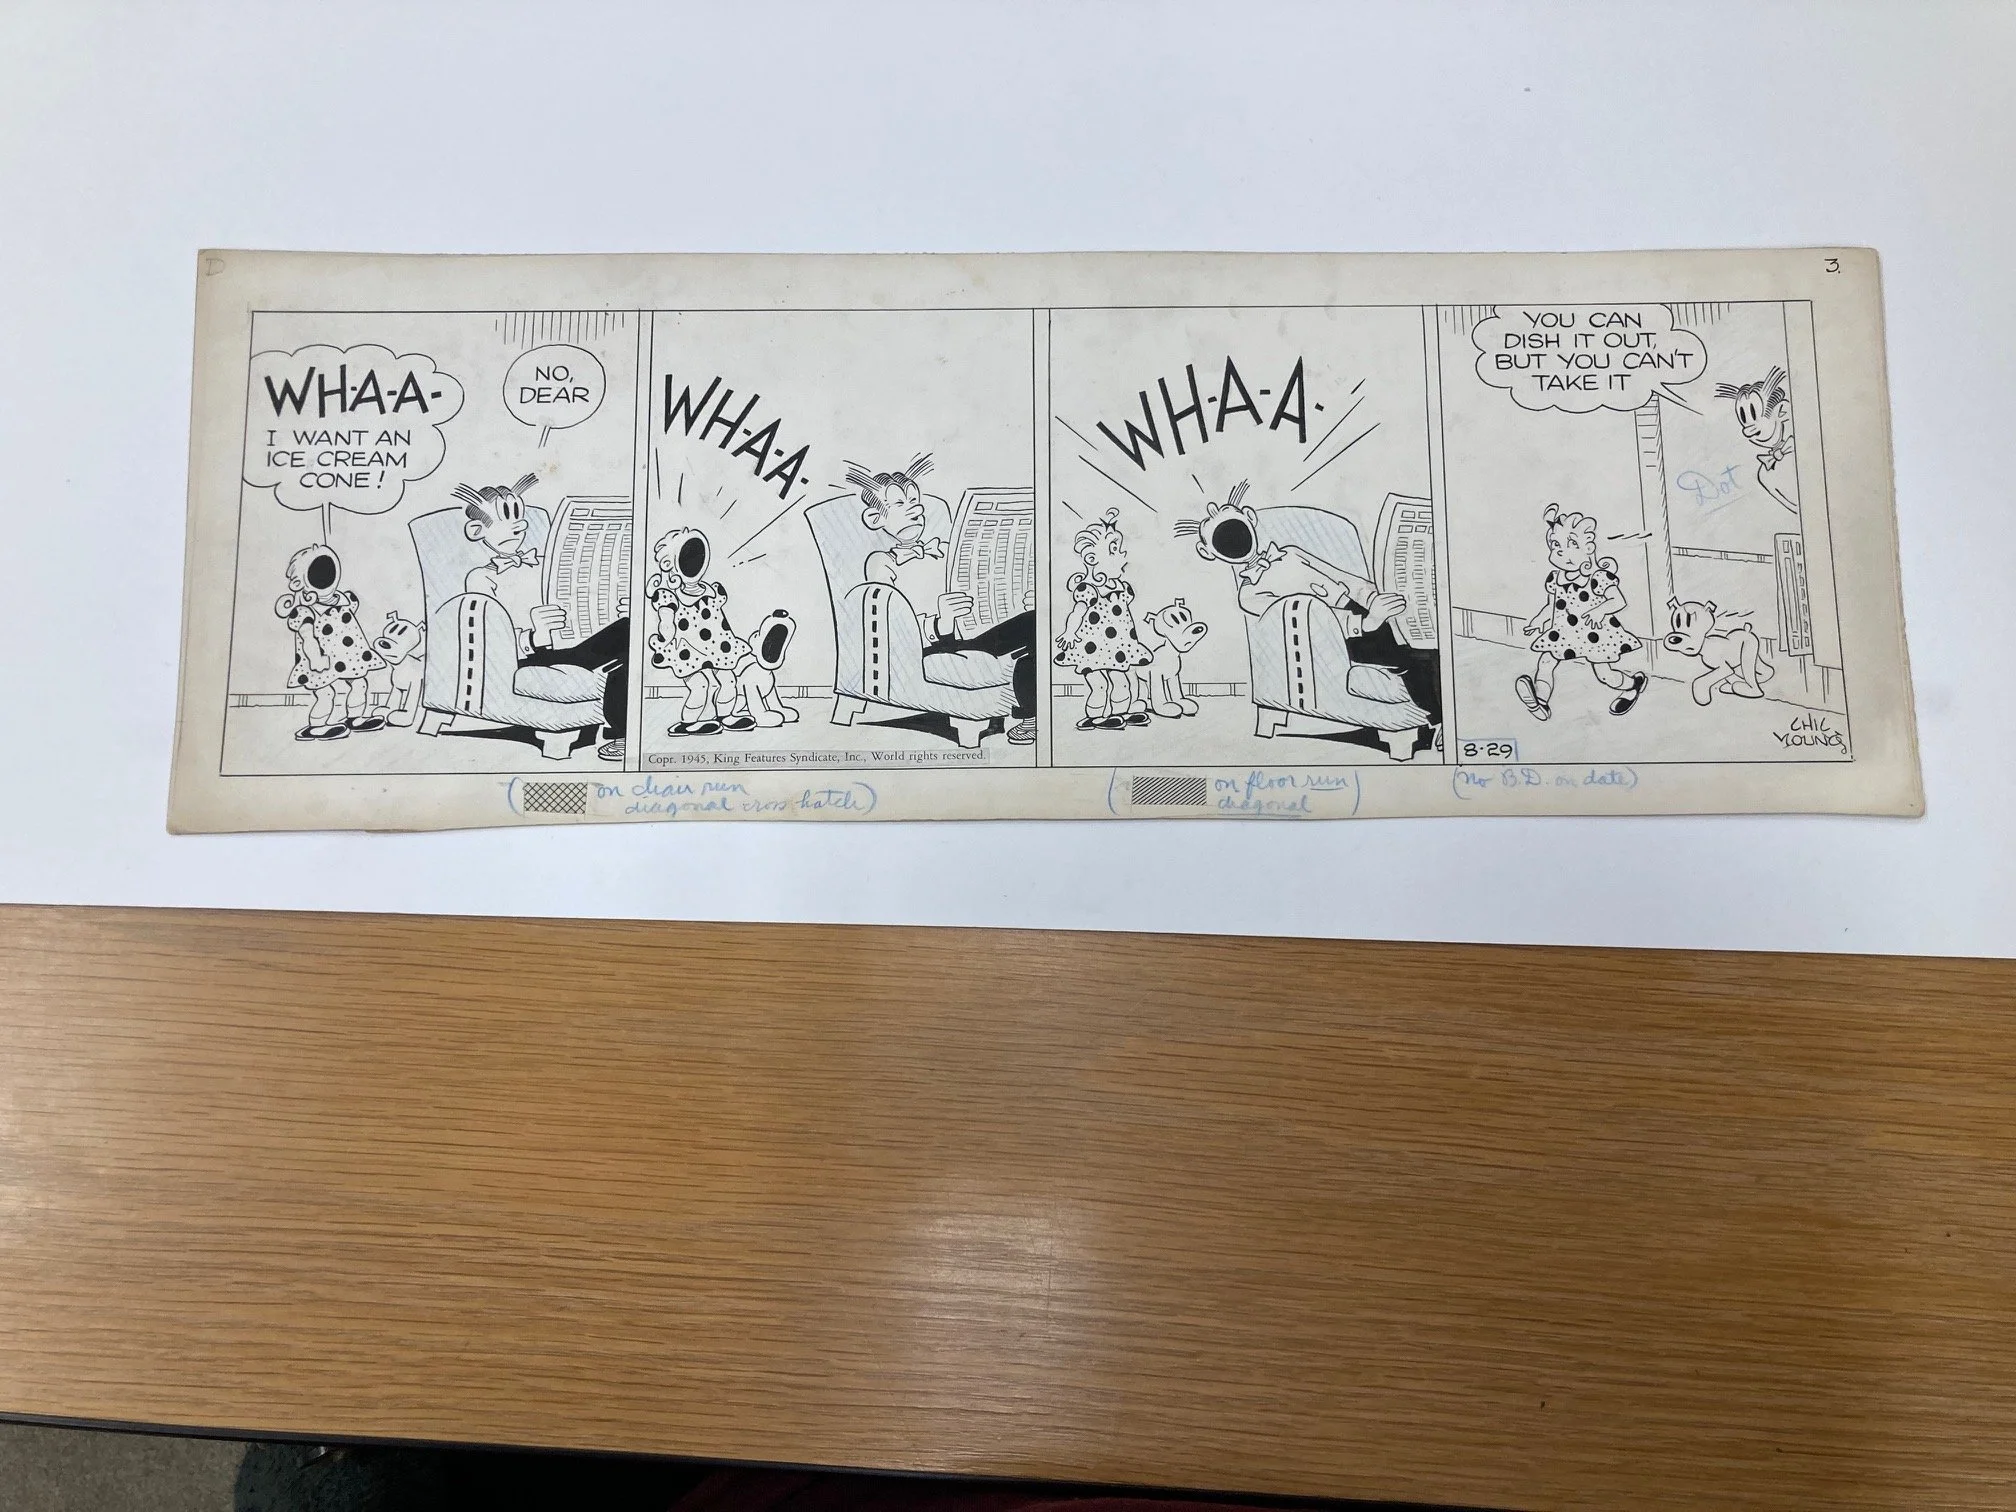 D
3.
WHA-A-
I WANT AN
ICE CREAM
CONE!
NO,
DEAR
WH-A-A-
Copr. 1945, King Features Syndicate, Inc., World rights reserved.
WH-A-A-
YOU CAN
DISH IT OUT,
BUT YOU CAN'T
TAKE IT
Dot
8-29
CHIC
YOUNG
(on chair run
diagonal cross hatch)
(on floor run
diagonal)
(no B.D. on date)